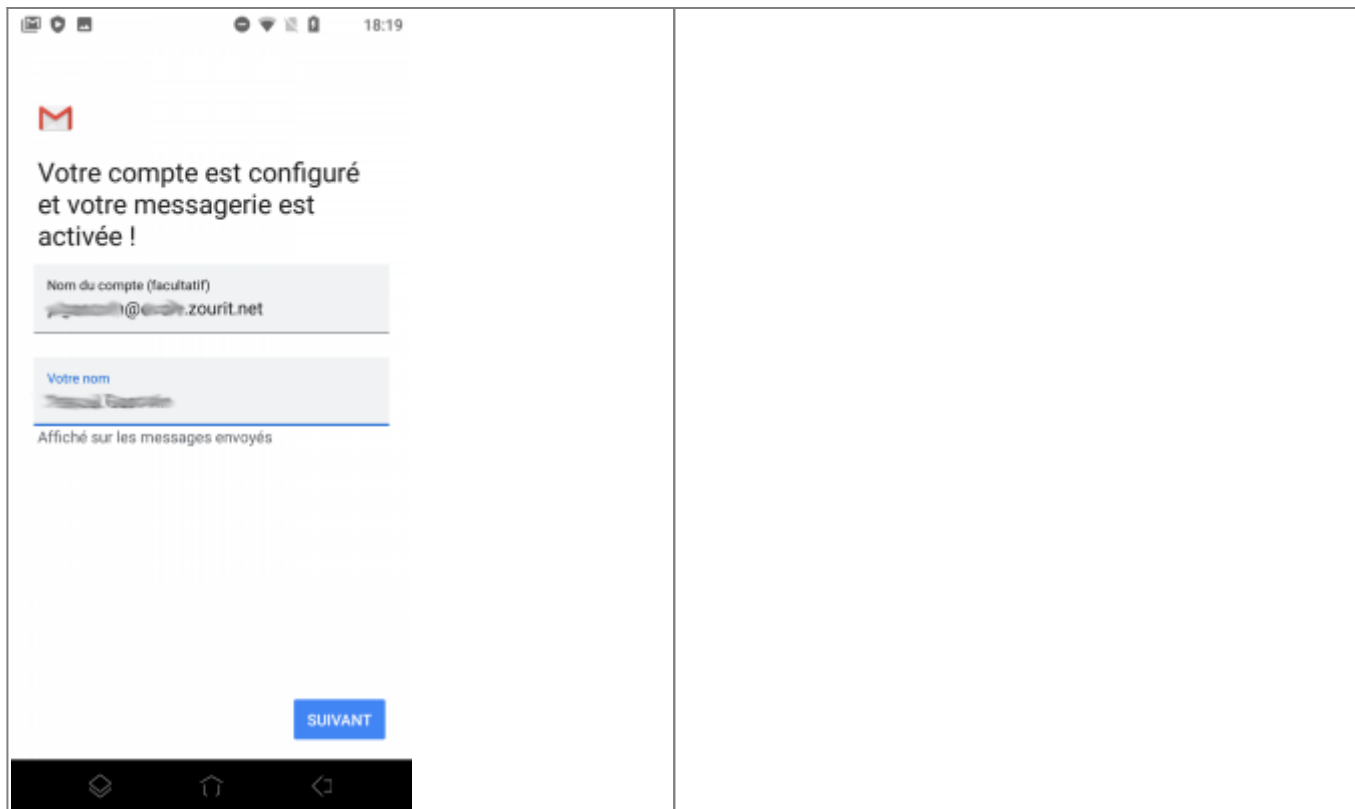 18:19
Votre compte est configuré
et votre messagerie est
activée !
Nom du compte (facultatif)
@ .zourit.net
Votre nom
Affiché sur les messages envoyés
SUIVANT